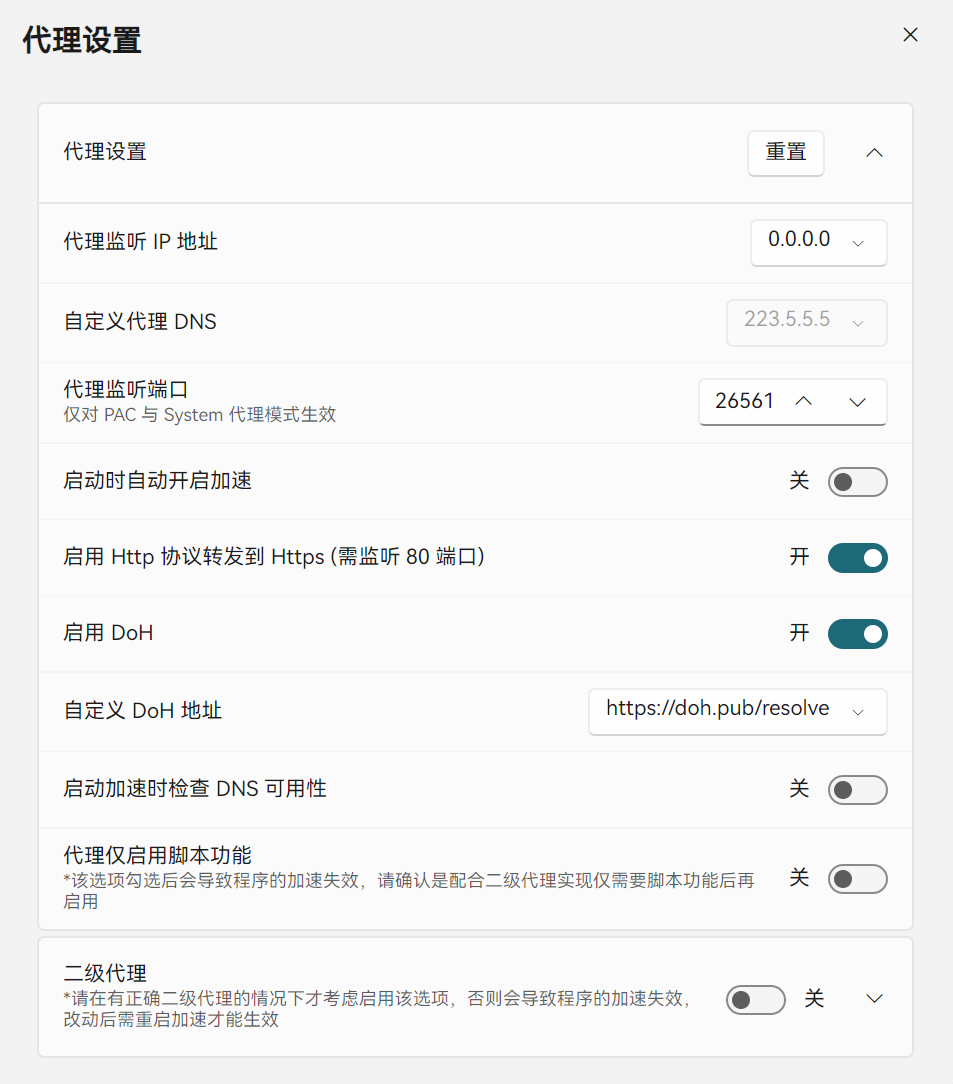 代理设置
代理设置
重置
代理监听 IP 地址
0.0.0.0
自定义代理 DNS
223.5.5.5
代理监听端口
仅对 PAC 与 System 代理模式生效
26561
启动时自动开启加速
关
启用 Http 协议转发到 Https (需监听 80 端口)
开
启用 DoH
开
自定义 DoH 地址
https://doh.pub/resolve
启动加速时检查 DNS 可用性
关
代理仅启用脚本功能
*该选项勾选后会导致程序的加速失效，请确认是配合二级代理实现仅需要脚本功能后再
启用
关
二级代理
*请在有正确二级代理的情况下才考虑启用该选项，否则会导致程序的加速失效，
改动后需重启加速才能生效
关